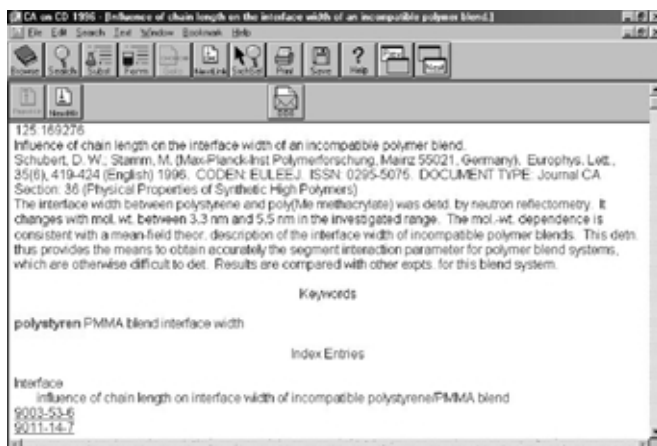 CA on CD 1996 - [Influence of chain length on the interface width of an incompatible polymer blend.]
File Edit Search Text Window Bookmark Help
Browse Search Subst Form NextLink SrchSel Print Save Help Prev Next
125:169276
Influence of chain length on the interface width of an incompatible polymer blend.
Schubert, D. W.; Stamm, M. (Max-Planck-Inst Polymerforschung, Mainz 55021, Germany). Europhys. Lett.,
35(6), 419-424 (English) 1996. CODEN: EULEEJ. ISSN: 0295-5075. DOCUMENT TYPE: Journal CA
Section: 36 (Physical Properties of Synthetic High Polymers)
The interface width between polystyrene and poly(Me methacrylate) was detd. by neutron reflectometry. It
changes with mol. wt. between 3.3 nm and 5.5 nm in the investigated range. The mol.-wt. dependence is
consistent with a mean-field theor. description of the interface width of incompatible polymer blends. This detn.
thus provides the means to obtain accurately the segment interaction parameter for polymer blend systems,
which are otherwise difficult to det. Results are compared with other expts. for this blend system.
Keywords
polystyren PMMA blend interface width
Index Entries
Interface
influence of chain length on interface width of incompatible polystyrene/PMMA blend
9003-53-6
9011-14-7